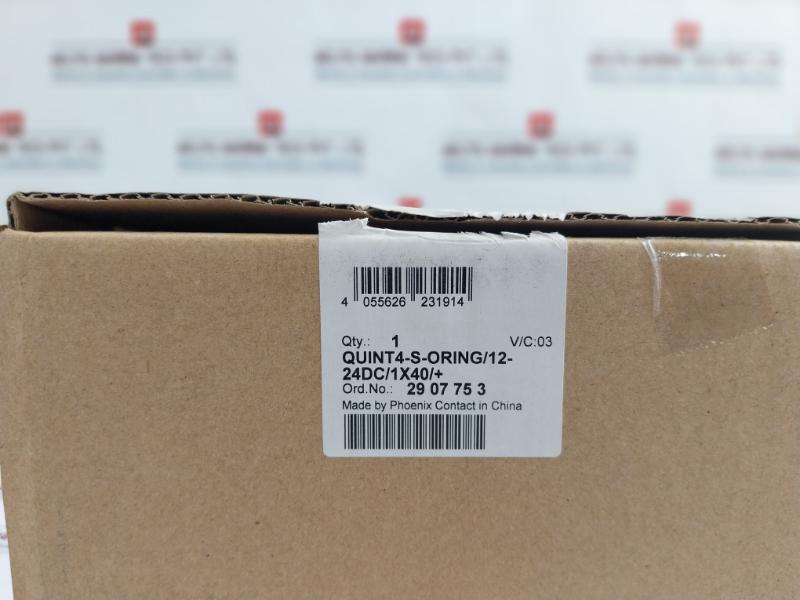 4 055626 231914
Qty.: 1 V/C:03
QUINT4-S-ORING/12-
24DC/1X40/+
Ord.No.: 29 07 75 3
Made by Phoenix Contact in China